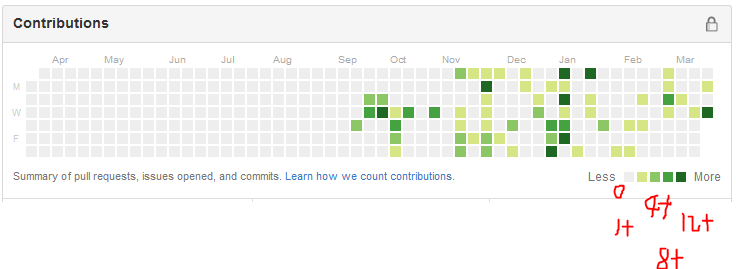 Contributions
Apr May Jun Jul Aug Sep Oct Nov Dec Jan Feb Mar
M
W
F
Summary of pull requests, issues opened, and commits. Learn how we count contributions.
Less More
0 4+ 12+
1+
8+